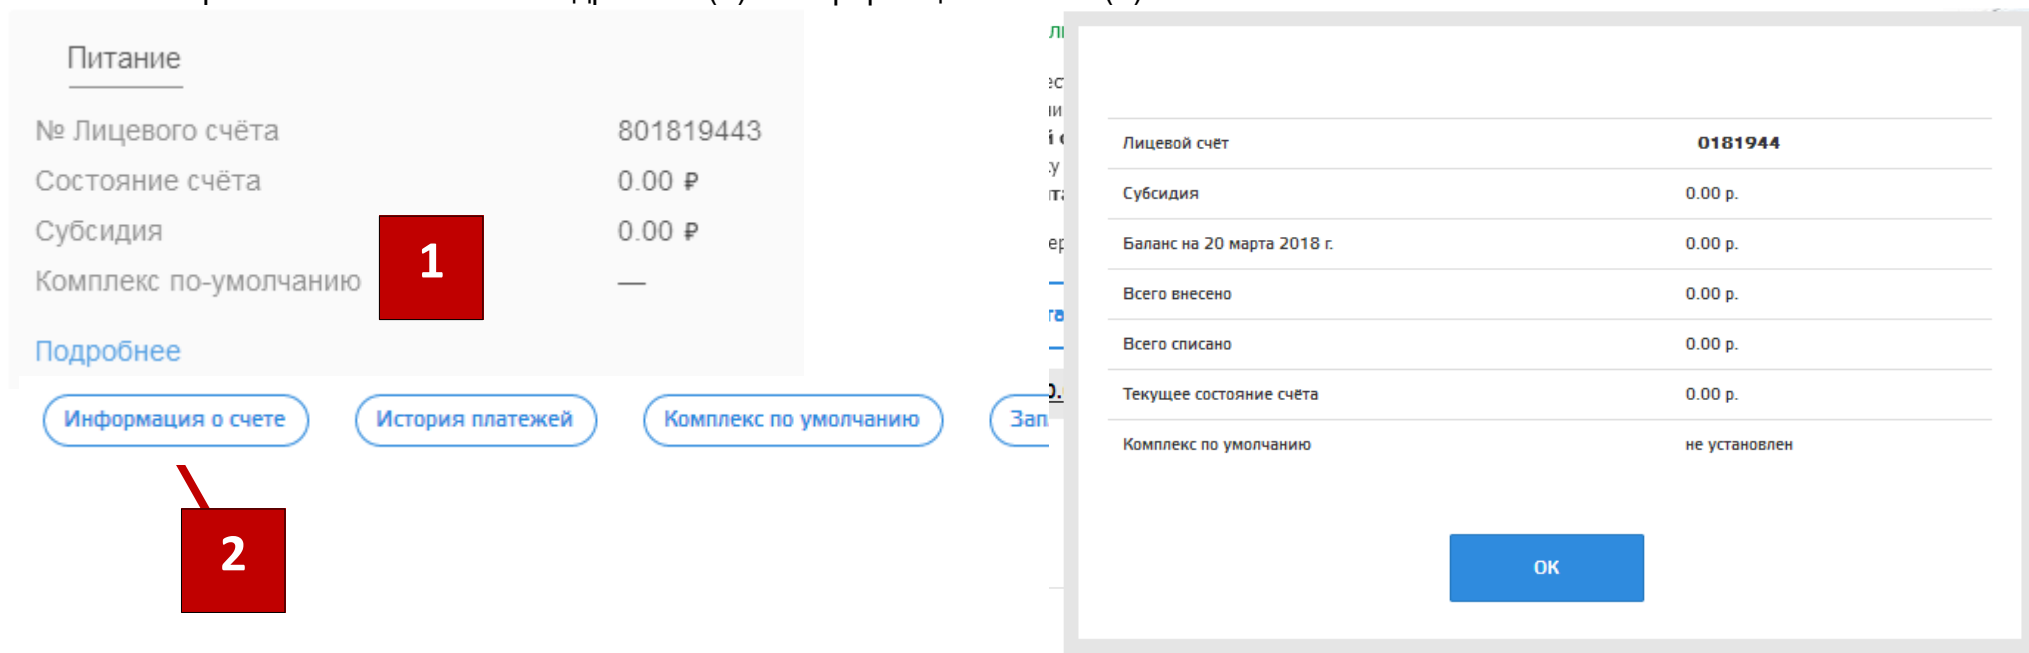 Питание
№ Лицевого счёта 801819443
Состояние счёта 0.00 ₽
Субсидия 0.00 ₽
1
Комплекс по-умолчанию —
Подробнее
Информация о счете История платежей Комплекс по умолчанию Зап
2
Лицевой счёт 0181944
Субсидия 0.00 р.
Баланс на 20 марта 2018 г. 0.00 р.
Всего внесено 0.00 р.
Всего списано 0.00 р.
Текущее состояние счёта 0.00 р.
Комплекс по умолчанию не установлен
ОК